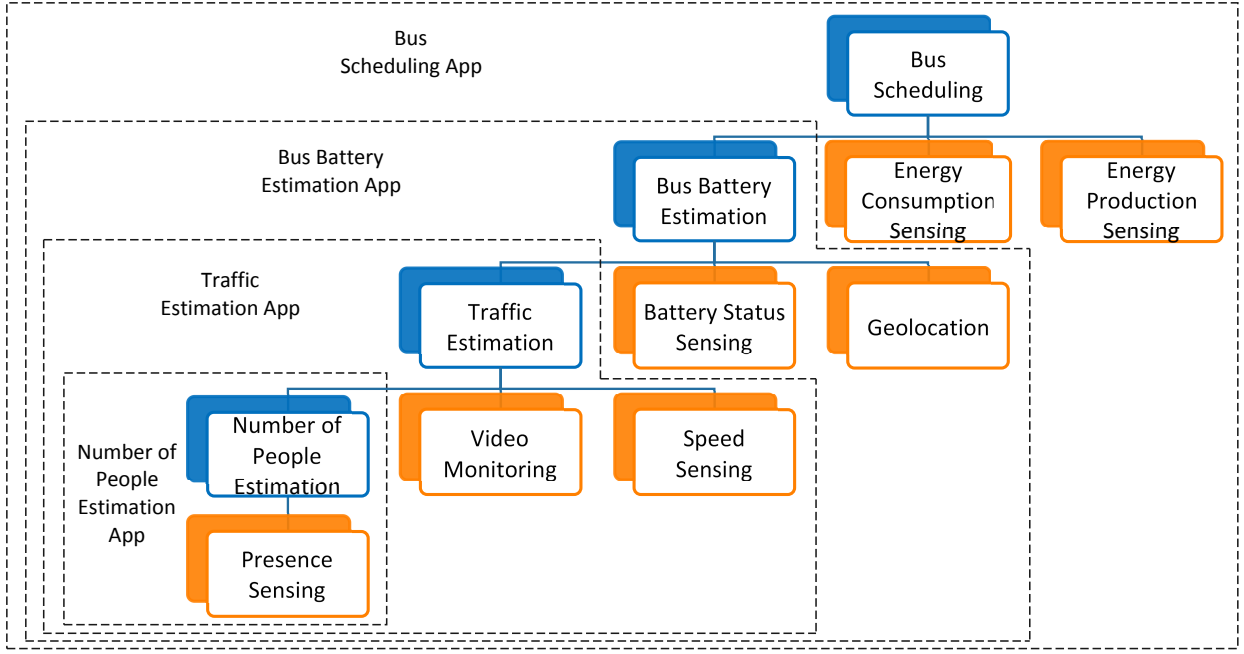 Bus
Scheduling App
Bus
Scheduling
Bus Battery
Estimation App
Bus Battery
Estimation
Energy
Consumption
Sensing
Energy
Production
Sensing
Traffic
Estimation App
Traffic
Estimation
Battery Status
Sensing
Geolocation
Number of
People
Estimation
App
Number of
People
Estimation
Video
Monitoring
Speed
Sensing
Presence
Sensing